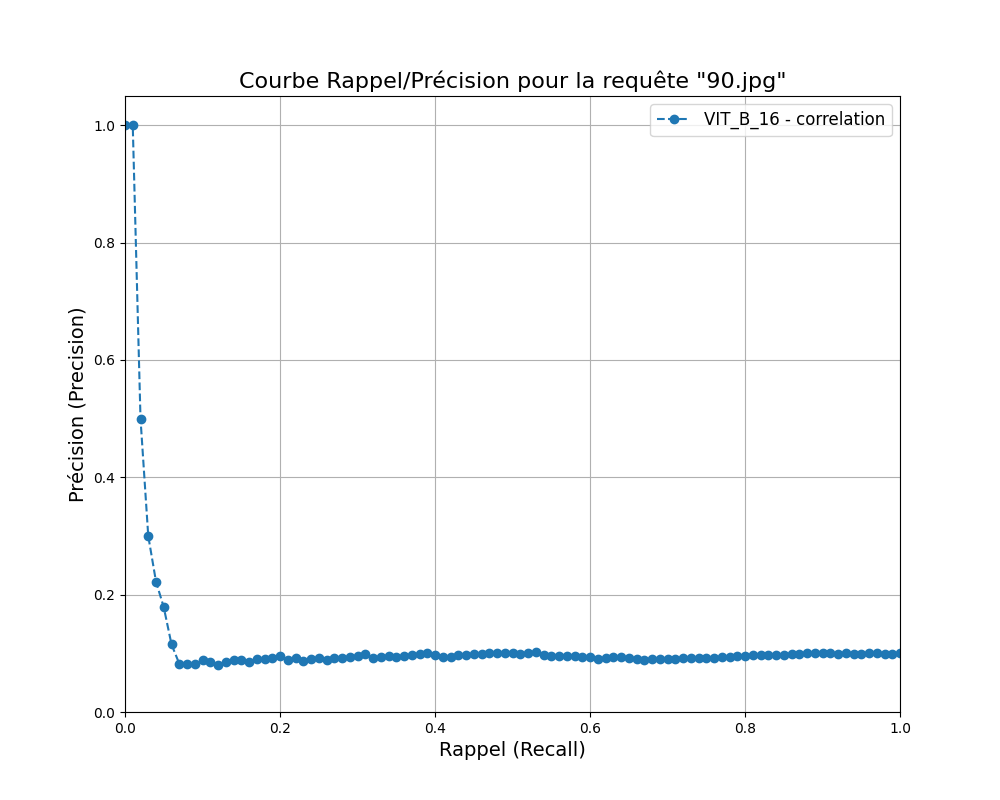 Courbe Rappel/Précision pour la requête "90.jpg"
VIT_B_16 - correlation
1.0
0.8
0.6
0.4
0.2
0.0
Précision (Precision)
0.0 0.2 0.4 0.6 0.8 1.0
Rappel (Recall)